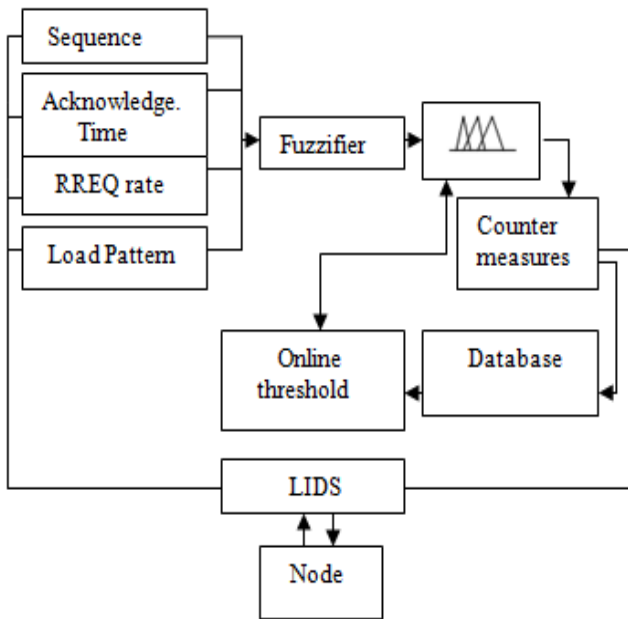 Sequence
Acknowledge.
Time
RREQ rate
Load Pattern
Fuzzifier
Counter
measures
Online
threshold
Database
LIDS
Node